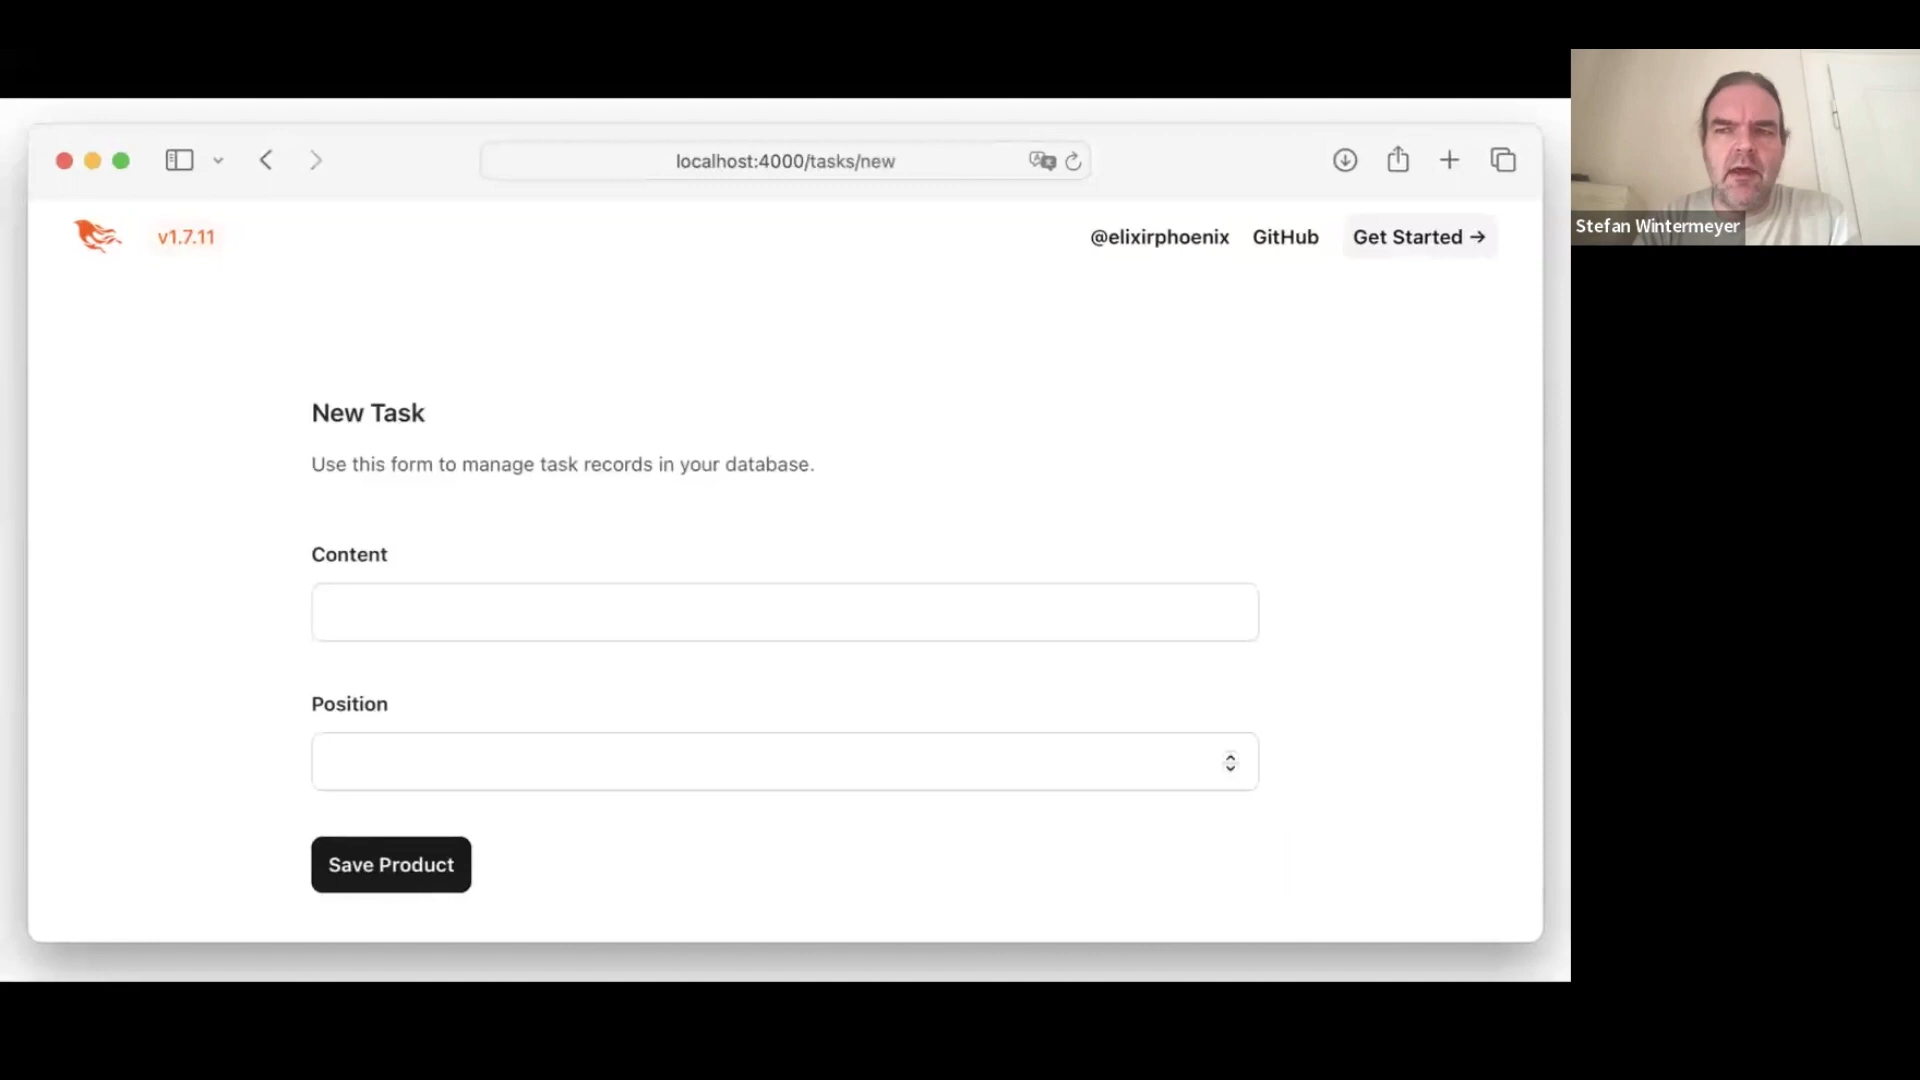 localhost:4000/tasks/new
v1.7.11
@elixirphoenix GitHub Get Started →
Stefan Wintermeyer
New Task
Use this form to manage task records in your database.
Content
Position
Save Product